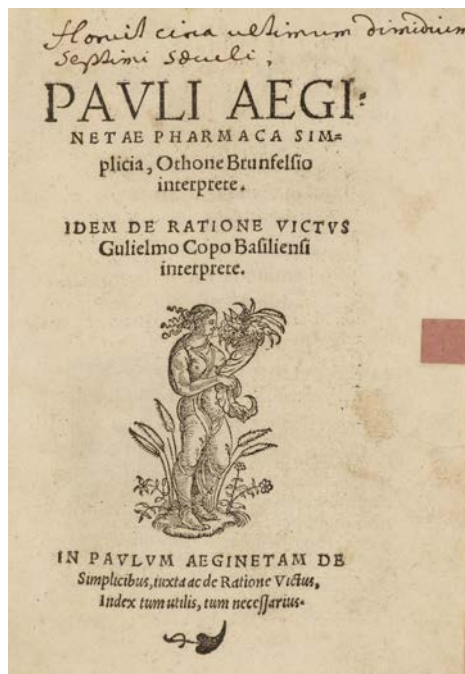 Floruit circa ultimum dimidium
septimi sæculi,
PAVLI AEGI⸗
NETAE PHARMACA SIM⸗
plicia, Othone Brunfelſio
interprete.
IDEM DE RATIONE VICTVS
Gulielmo Copo Baſilienſi
interprete.
IN PAVLVM AEGINETAM DE
Simplicibus, iuxta ac de Ratione Victus,
Index tum utilis, tum neceſſarius.